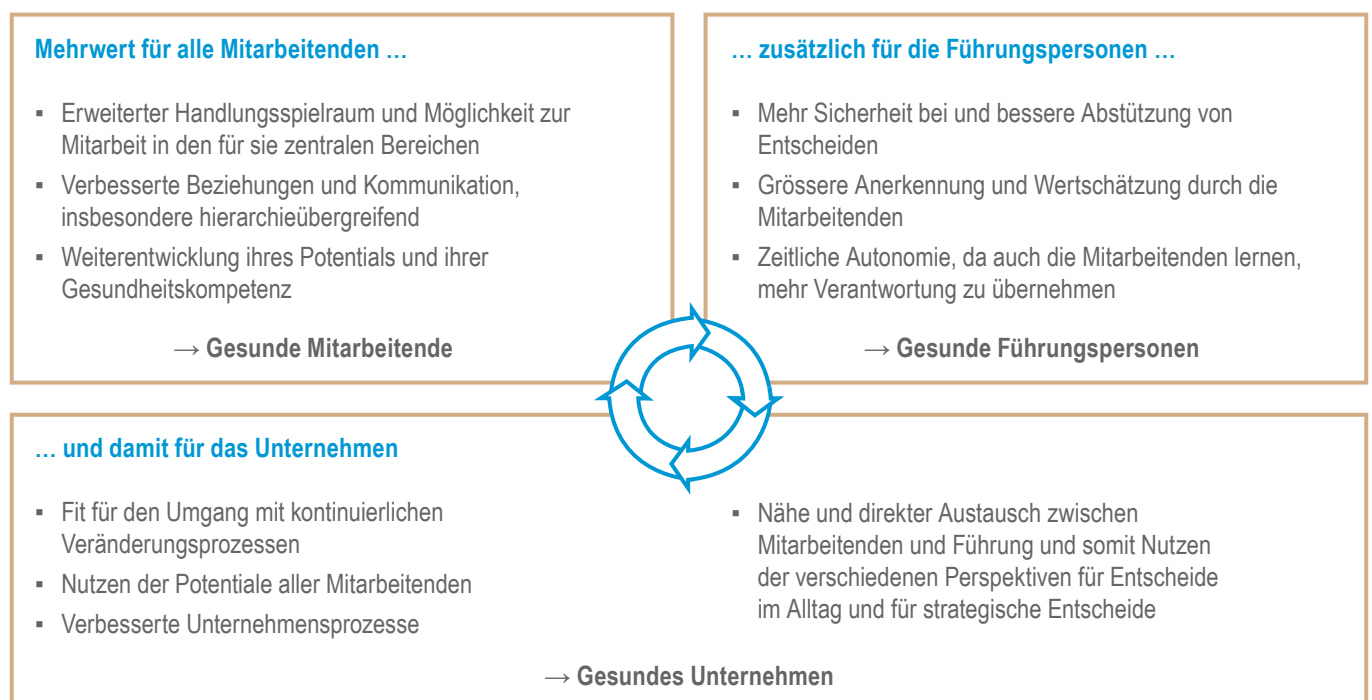 Mehrwert für alle Mitarbeitenden …
▪ Erweiterter Handlungsspielraum und Möglichkeit zur
Mitarbeit in den für sie zentralen Bereichen
▪ Verbesserte Beziehungen und Kommunikation,
insbesondere hierarchieübergreifend
▪ Weiterentwicklung ihres Potentials und ihrer
Gesundheitskompetenz
→ Gesunde Mitarbeitende
… zusätzlich für die Führungspersonen …
▪ Mehr Sicherheit bei und bessere Abstützung von
Entscheiden
▪ Grössere Anerkennung und Wertschätzung durch die
Mitarbeitenden
▪ Zeitliche Autonomie, da auch die Mitarbeitenden lernen,
mehr Verantwortung zu übernehmen
→ Gesunde Führungspersonen
… und damit für das Unternehmen
▪ Fit für den Umgang mit kontinuierlichen
Veränderungsprozessen
▪ Nutzen der Potentiale aller Mitarbeitenden
▪ Verbesserte Unternehmensprozesse
▪ Nähe und direkter Austausch zwischen
Mitarbeitenden und Führung und somit Nutzen
der verschiedenen Perspektiven für Entscheide
im Alltag und für strategische Entscheide
→ Gesundes Unternehmen